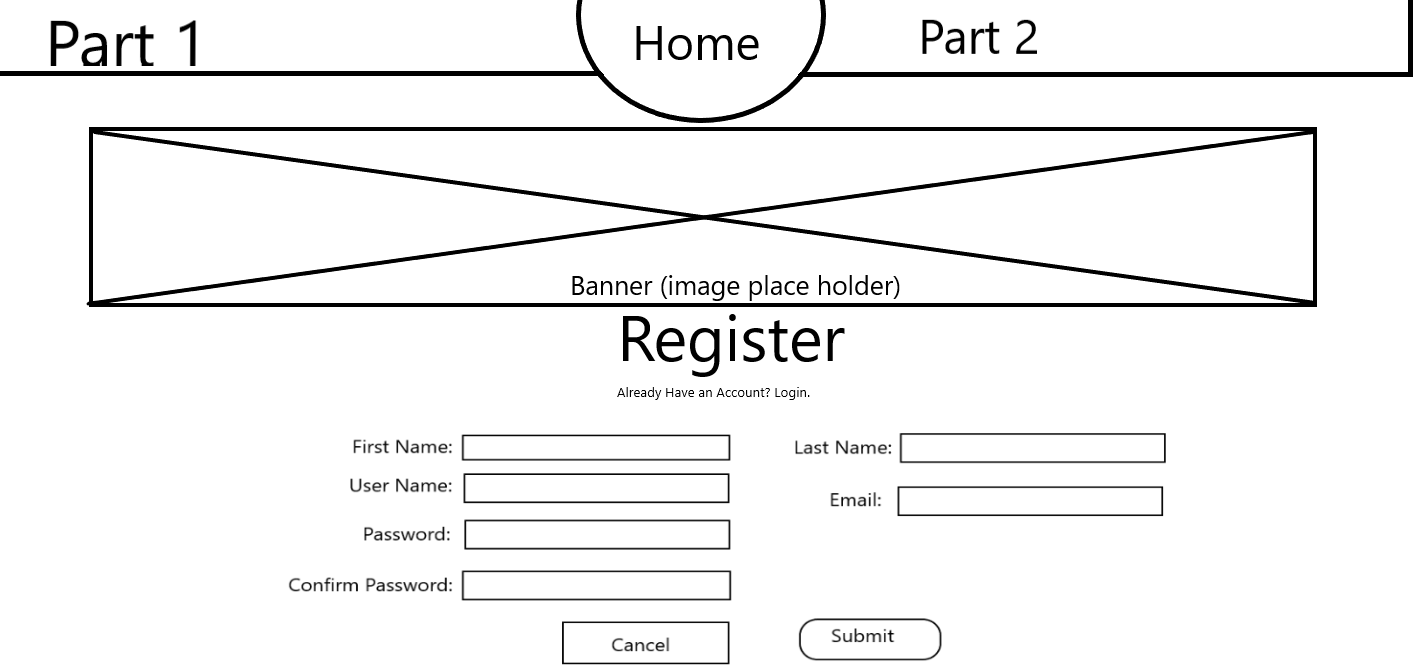 Part 1
Home
Part 2
Banner (image place holder)
Register
Already Have an Account? Login.
First Name:
Last Name:
User Name:
Email:
Password:
Confirm Password:
Cancel
Submit